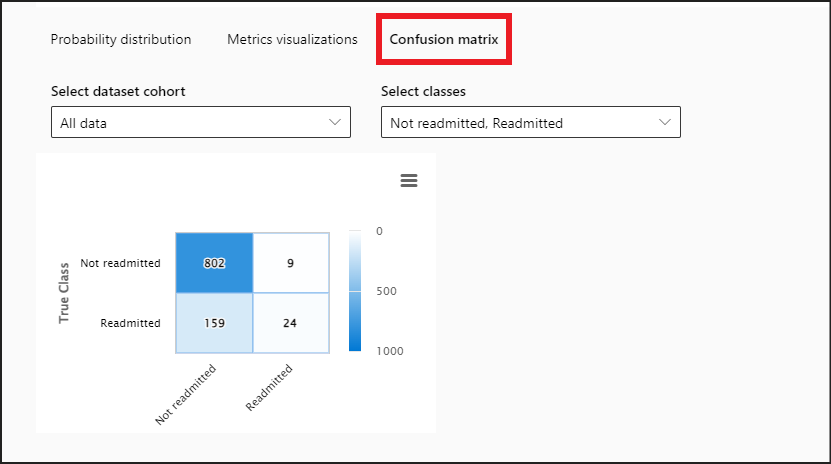 Probability distribution Metrics visualizations Confusion matrix
Select dataset cohort Select classes
All data Not readmitted, Readmitted
0
Not readmitted 802 9
500
True Class
Readmitted 159 24
1000
Not readmitted Readmitted